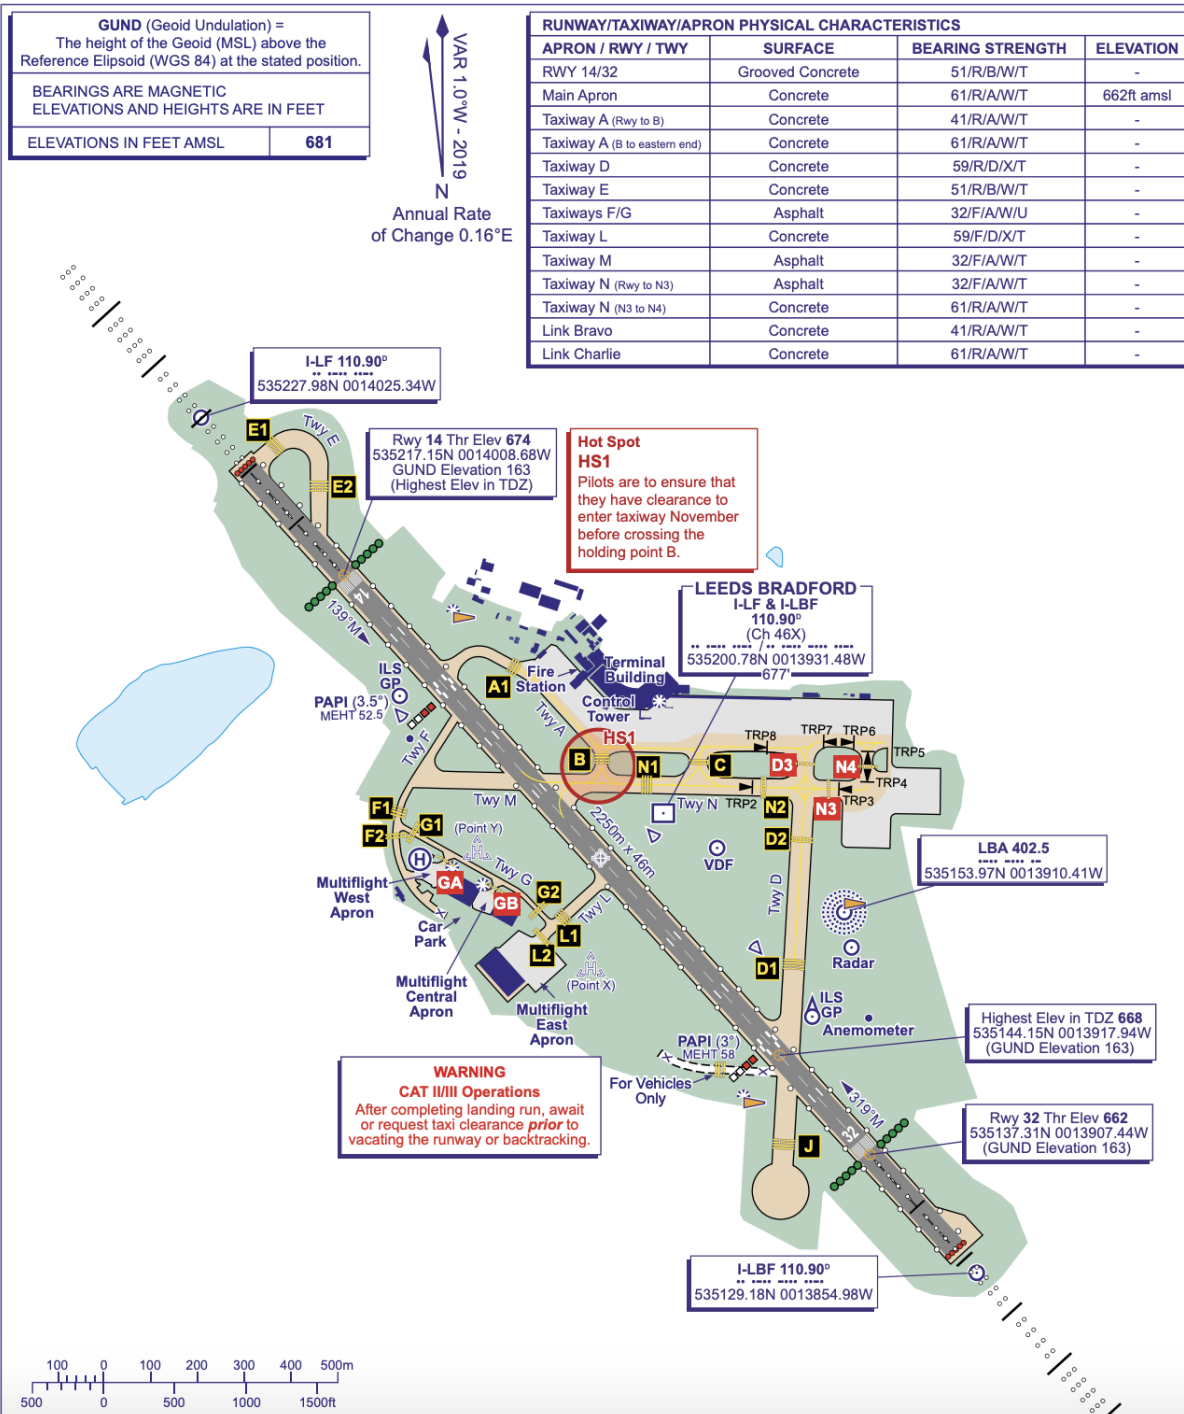 GUND (Geoid Undulation) =
The height of the Geoid (MSL) above the
Reference Elipsoid (WGS 84) at the stated position.
BEARINGS ARE MAGNETIC
ELEVATIONS AND HEIGHTS ARE IN FEET
ELEVATIONS IN FEET AMSL 681
VAR 1.0°W - 2019
N
Annual Rate
of Change 0.16°E
RUNWAY/TAXIWAY/APRON PHYSICAL CHARACTERISTICS
APRON / RWY / TWY SURFACE BEARING STRENGTH ELEVATION
RWY 14/32 Grooved Concrete 51/R/B/W/T -
Main Apron Concrete 61/R/A/W/T 662ft amsl
Taxiway A (Rwy to B) Concrete 41/R/A/W/T -
Taxiway A (B to eastern end) Concrete 61/R/A/W/T -
Taxiway D Concrete 59/R/D/X/T -
Taxiway E Concrete 51/R/B/W/T -
Taxiways F/G Asphalt 32/F/A/W/U -
Taxiway L Concrete 59/F/D/X/T -
Taxiway M Asphalt 32/F/A/W/T -
Taxiway N (Rwy to N3) Asphalt 32/F/A/W/T -
Taxiway N (N3 to N4) Concrete 61/R/A/W/T -
Link Bravo Concrete 41/R/A/W/T -
Link Charlie Concrete 61/R/A/W/T -
I-LF 110.90D
535227.98N 0014025.34W
E1
Twy E
E2
Rwy 14 Thr Elev 674
535217.15N 0014008.68W
GUND Elevation 163
(Highest Elev in TDZ)
Hot Spot
HS1
Pilots are to ensure that
they have clearance to
enter taxiway November
before crossing the
holding point B.
LEEDS BRADFORD
I-LF & I-LBF
110.90D
(Ch 46X)
535200.78N 0013931.48W
677'
14
139°M
ILS
GP
PAPI (3.5°)
MEHT 52.5
Twy F
A1
Fire
Station
Terminal
Building
Control
Tower
Twy A
HS1
B
N1
C
TRP8
D3
TRP7
TRP6
N4
TRP5
TRP4
TRP3
TRP2
N2
N3
Twy M
Twy N
2250m x 46m
F1
F2
G1
(Point Y)
H
H
D2
VDF
Multiflight
West
Apron
GA
Twy G
GB
G2
Twy L
Car
Park
L1
L2
H
(Point X)
Multiflight
Central
Apron
Multiflight
East
Apron
Twy D
LBA 402.5
535153.97N 0013910.41W
Radar
D1
ILS
GP
Anemometer
Highest Elev in TDZ 668
535144.15N 0013917.94W
(GUND Elevation 163)
PAPI (3°)
MEHT 58
For Vehicles
Only
WARNING
CAT II/III Operations
After completing landing run, await
or request taxi clearance prior to
vacating the runway or backtracking.
319°M
32
J
Rwy 32 Thr Elev 662
535137.31N 0013907.44W
(GUND Elevation 163)
I-LBF 110.90D
535129.18N 0013854.98W
100 0 100 200 300 400 500m
500 0 500 1000 1500ft